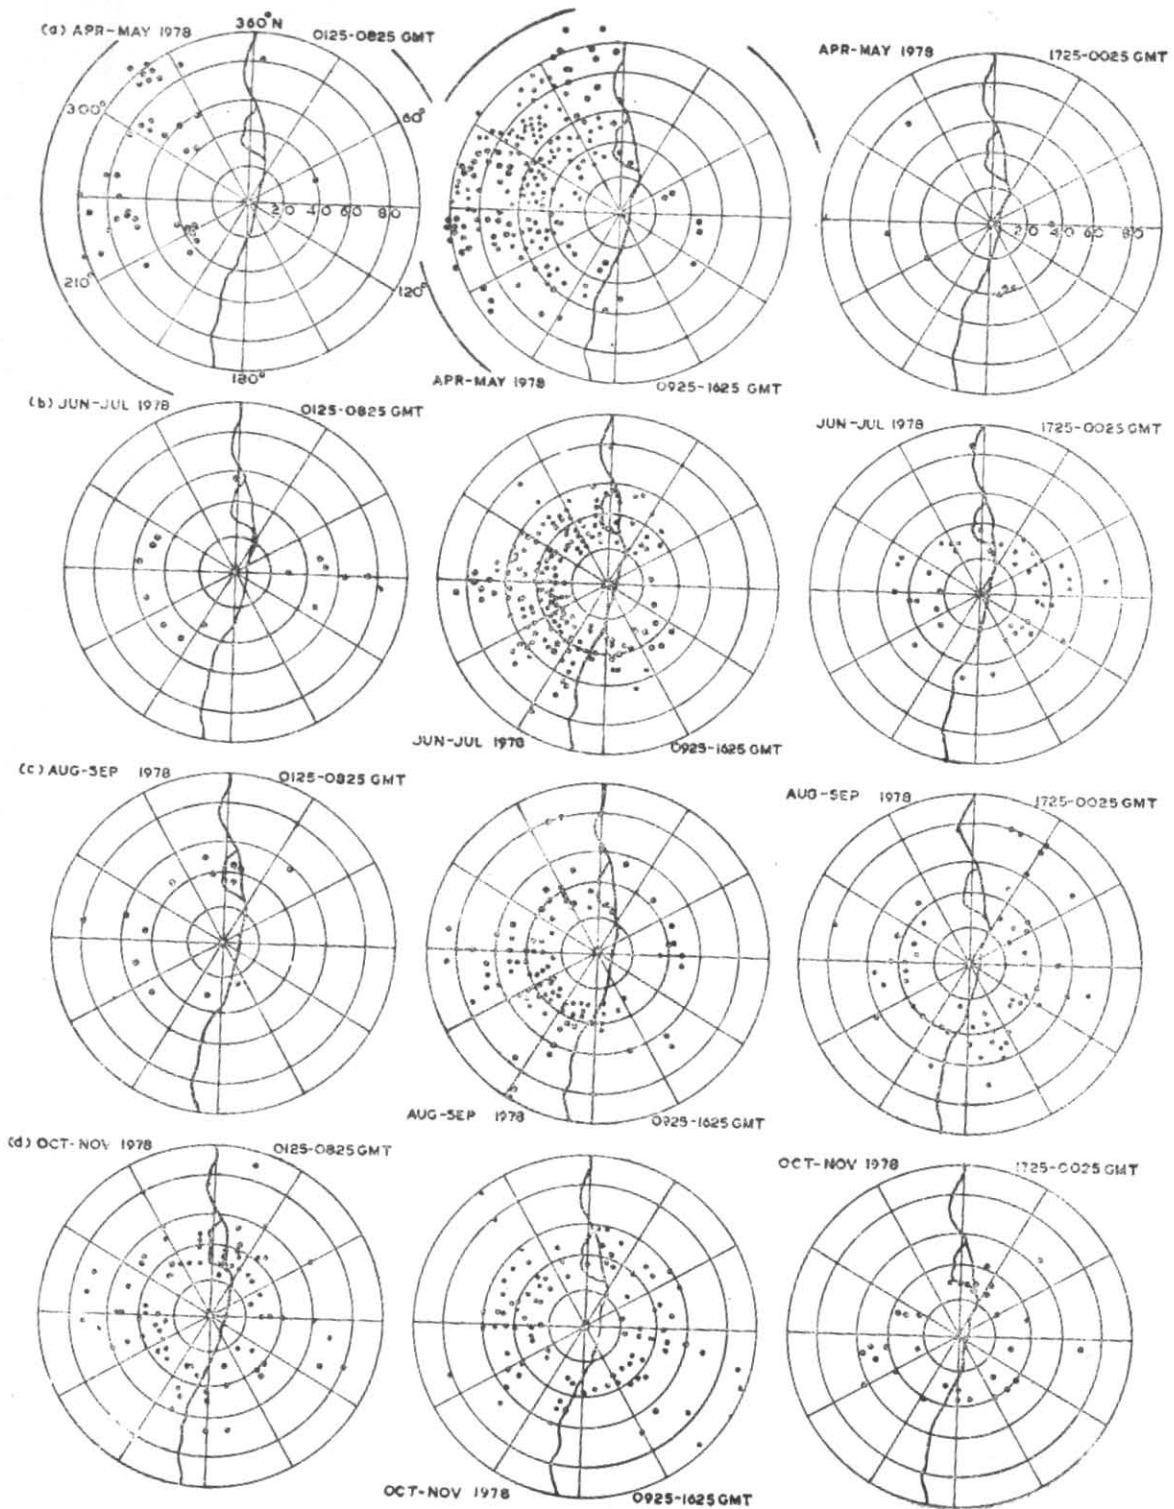 (a) APR-MAY 1978 360°N 0125-0825 GMT
APR-MAY 1978 1725-0025 GMT
300° 60°
20 40 60 80
20 40 60 80
210° 120°
180°
APR-MAY 1978 0925-1625 GMT
(b) JUN-JUL 1978 0125-0825 GMT
JUN-JUL 1978 1725-0025 GMT
JUN-JUL 1978 0925-1625 GMT
(c) AUG-SEP 1978 0125-0825 GMT
AUG-SEP 1978 1725-0025 GMT
AUG-SEP 1978 0925-1625 GMT
(d) OCT-NOV 1978 0125-0825 GMT
OCT-NOV 1978 1725-0025 GMT
OCT-NOV 1978 0925-1625 GMT